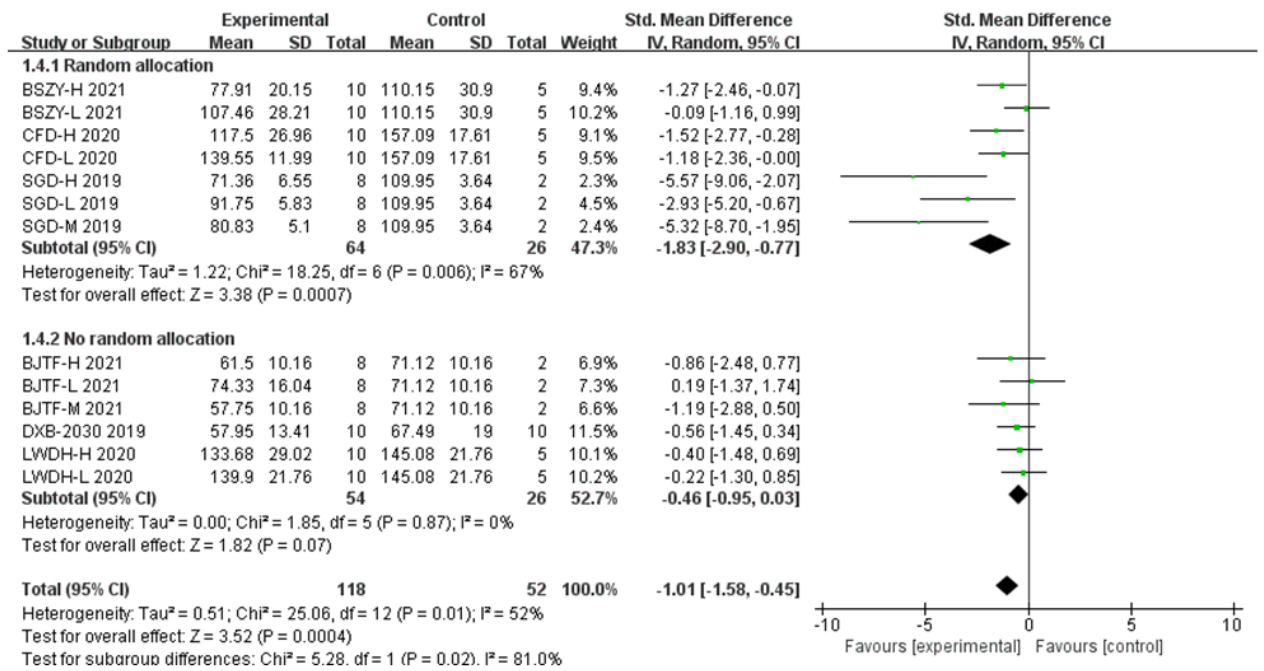 Experimental Control Std. Mean Difference Std. Mean Difference
Study or Subgroup Mean SD Total Mean SD Total Weight IV, Random, 95% CI IV, Random, 95% CI
1.4.1 Random allocation
BSZY-H 2021 77.91 20.15 10 110.15 30.9 5 9.4% -1.27 [-2.46, -0.07]
BSZY-L 2021 107.46 28.21 10 110.15 30.9 5 10.2% -0.09 [-1.16, 0.99]
CFD-H 2020 117.5 26.96 10 157.09 17.61 5 9.1% -1.52 [-2.77, -0.28]
CFD-L 2020 139.55 11.99 10 157.09 17.61 5 9.5% -1.18 [-2.36, -0.00]
SGD-H 2019 71.36 6.55 8 109.95 3.64 2 2.3% -5.57 [-9.06, -2.07]
SGD-L 2019 91.75 5.83 8 109.95 3.64 2 4.5% -2.93 [-5.20, -0.67]
SGD-M 2019 80.83 5.1 8 109.95 3.64 2 2.4% -5.32 [-8.70, -1.95]
Subtotal (95% CI) 64 26 47.3% -1.83 [-2.90, -0.77]
Heterogeneity: Tau² = 1.22; Chi² = 18.25, df = 6 (P = 0.006); I² = 67%
Test for overall effect: Z = 3.38 (P = 0.0007)
1.4.2 No random allocation
BJTF-H 2021 61.5 10.16 8 71.12 10.16 2 6.9% -0.86 [-2.48, 0.77]
BJTF-L 2021 74.33 16.04 8 71.12 10.16 2 7.3% 0.19 [-1.37, 1.74]
BJTF-M 2021 57.75 10.16 8 71.12 10.16 2 6.6% -1.19 [-2.88, 0.50]
DXB-2030 2019 57.95 13.41 10 67.49 19 10 11.5% -0.56 [-1.45, 0.34]
LWDH-H 2020 133.68 29.02 10 145.08 21.76 5 10.1% -0.40 [-1.48, 0.69]
LWDH-L 2020 139.9 21.76 10 145.08 21.76 5 10.2% -0.22 [-1.30, 0.85]
Subtotal (95% CI) 54 26 52.7% -0.46 [-0.95, 0.03]
Heterogeneity: Tau² = 0.00; Chi² = 1.85, df = 5 (P = 0.87); I² = 0%
Test for overall effect: Z = 1.82 (P = 0.07)
Total (95% CI) 118 52 100.0% -1.01 [-1.58, -0.45]
Heterogeneity: Tau² = 0.51; Chi² = 25.06, df = 12 (P = 0.01); I² = 52%
Test for overall effect: Z = 3.52 (P = 0.0004)
Test for subgroup differences: Chi² = 5.28, df = 1 (P = 0.02), I² = 81.0%
-10 -5 0 5 10
Favours [experimental] Favours [control]